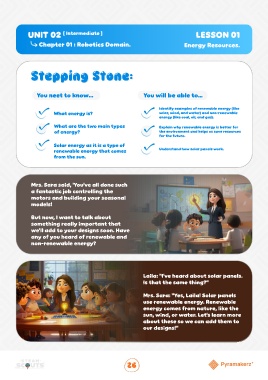 UNIT 02 [Intermediate]
LESSON 01
Chapter 01 : Robotics Domain.
Energy Resources.
Stepping Stone:
You need to know...
What energy is?
What are the two main types
of energy?
Solar energy as it is a type of
renewable energy that comes
from the sun.
You will be able to...
Identify examples of renewable energy (like
solar, wind, and water) and non-renewable
energy (like coal, oil, and gas).
Explain why renewable energy is better for
the environment and helps us save resources
for the future.
Understand how solar panels work.
Mrs. Sara said, "You've all done such
a fantastic job controlling the
motors and building your seasonal
models!
But now, I want to talk about
something really important that
we'll add to your designs soon. Have
any of you heard of renewable and
non-renewable energy?
Laila: "I've heard about solar panels.
Is that the same thing?"
Mrs. Sara: "Yes, Laila! Solar panels
use renewable energy. Renewable
energy comes from nature, like the
sun, wind, or water. Let's learn more
about these so we can add them to
our designs!"
26
Pyramakerz